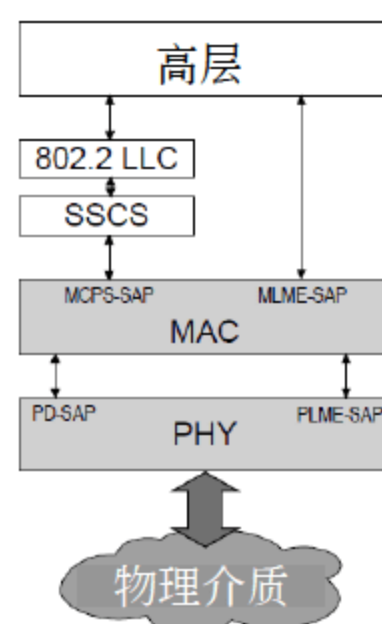 高层
802.2 LLC
SSCS
MCPS-SAP MLME-SAP
MAC
PD-SAP PLME-SAP
PHY
物理介质